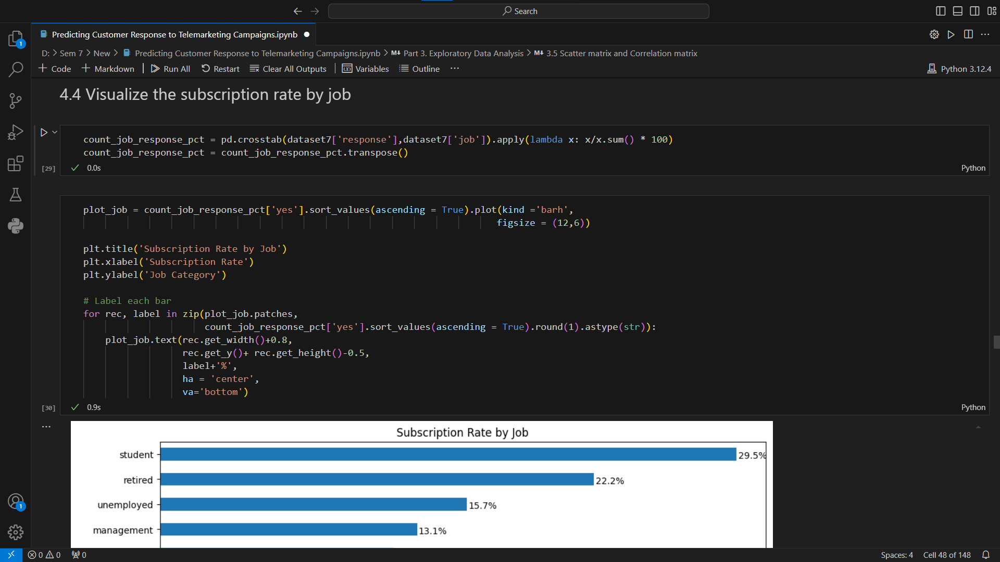 Search
Predicting Customer Response to Telemarketing Campaigns.ipynb
D: > Sem 7 > New > Predicting Customer Response to Telemarketing Campaigns.ipynb > M↓ Part 3. Exploratory Data Analysis > M↓ 3.5 Scatter matrix and Correlation matrix
+ Code + Markdown | Run All Restart Clear All Outputs | Variables Outline ... Python 3.12.4
4.4 Visualize the subscription rate by job
count_job_response_pct = pd.crosstab(dataset7['response'],dataset7['job']).apply(lambda x: x/x.sum() * 100)
count_job_response_pct = count_job_response_pct.transpose()
[29] 0.0s Python
plot_job = count_job_response_pct['yes'].sort_values(ascending = True).plot(kind ='barh',
figsize = (12,6))
plt.title('Subscription Rate by Job')
plt.xlabel('Subscription Rate')
plt.ylabel('Job Category')
# Label each bar
for rec, label in zip(plot_job.patches,
count_job_response_pct['yes'].sort_values(ascending = True).round(1).astype(str)):
plot_job.text(rec.get_width()+0.8,
rec.get_y()+ rec.get_height()-0.5,
label+'%',
ha = 'center',
va='bottom')
[30] 0.9s Python
...
Subscription Rate by Job
student 29.5%
retired 22.2%
unemployed 15.7%
management 13.1%
1
1
0 0 0 Spaces: 4 Cell 48 of 148